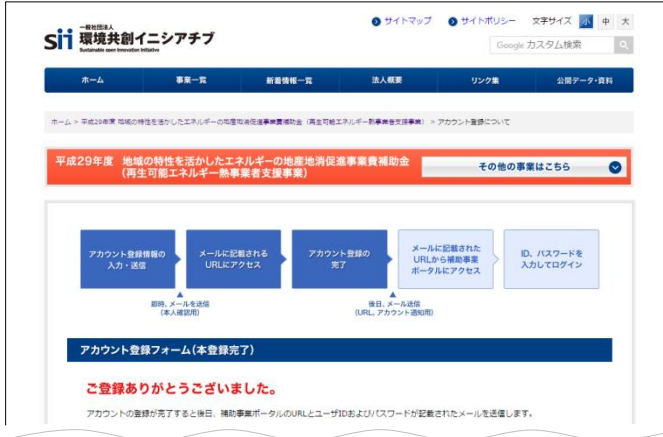 サイトマップ サイトポリシー 文字サイズ 小 中 大
一般社団法人
sii 環境共創イニシアチブ
Sustainable open Innovation Initiative
Google カスタム検索
ホーム 事業一覧 新着情報一覧 法人概要 リンク集 公開データ・資料
ホーム > 平成29年度 地域の特性を活かしたエネルギーの地産地消促進事業費補助金（再生可能エネルギー熱事業者支援事業） > アカウント登録について
平成29年度 地域の特性を活かしたエネルギーの地産地消促進事業費補助金
（再生可能エネルギー熱事業者支援事業）
その他の事業はこちら
アカウント登録情報の
入力・送信
メールに記載される
URLにアクセス
アカウント登録の
完了
メールに記載された
URLから補助事業
ポータルにアクセス
ID、パスワードを
入力してログイン
即時、メールを送信
(本人確認用)
後日、メール送信
(URL、アカウント通知用)
アカウント登録フォーム(本登録完了)
ご登録ありがとうございました。
アカウントの登録が完了すると後日、補助事業ポータルのURLとユーザIDおよびパスワードが記載されたメールを送信します。